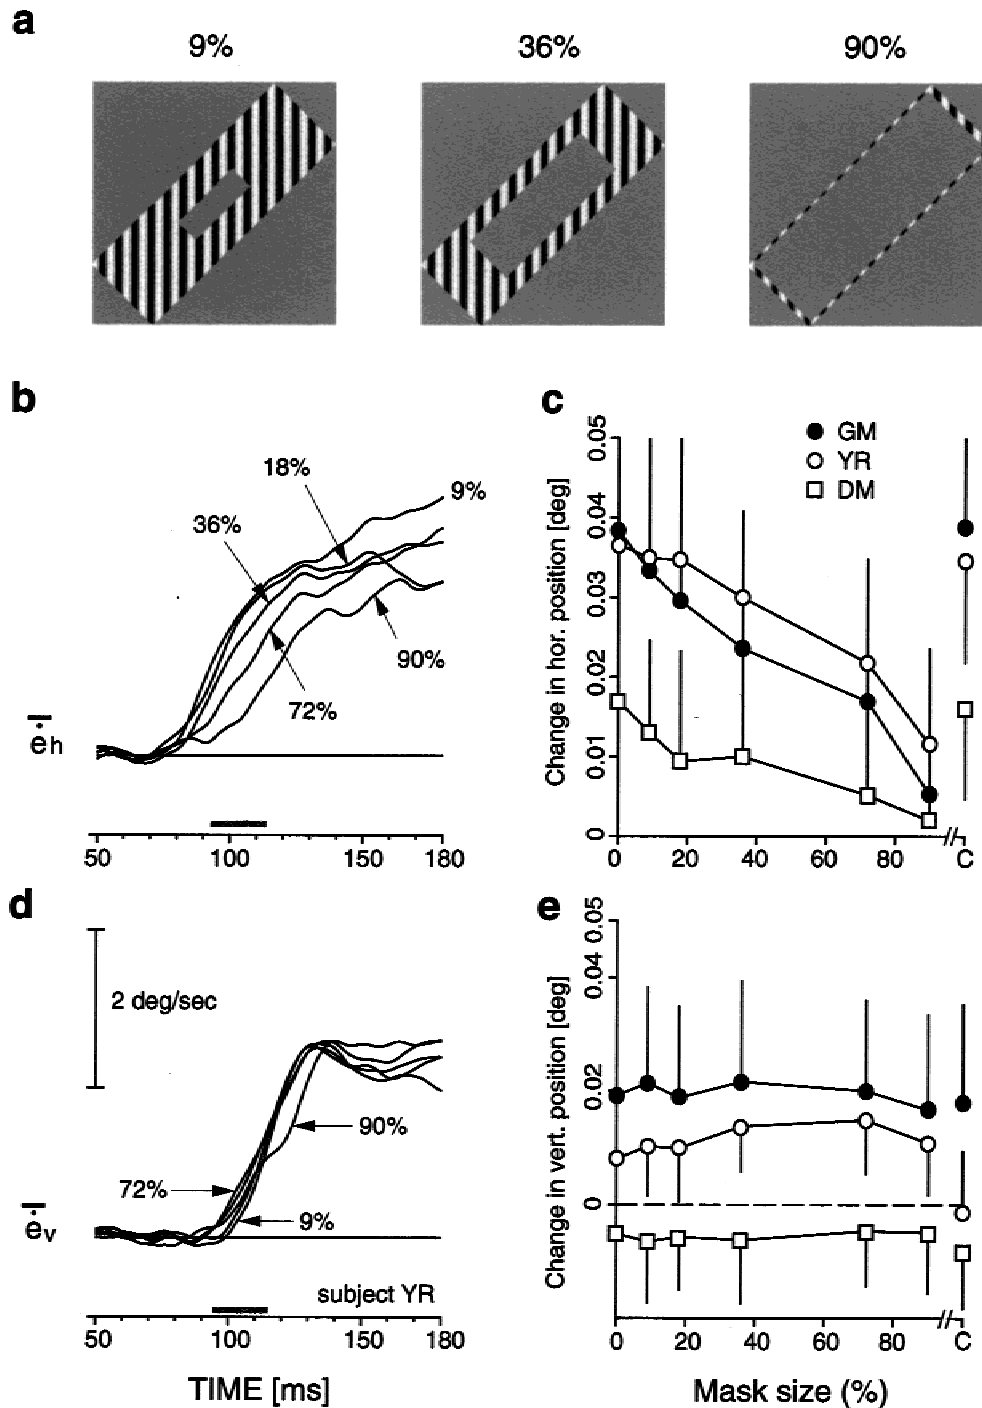 a
9%
36%
90%
b
18%
9%
36%
90%
72%
ėh
50
100
150
180
c
GM
YR
DM
Change in hor. position [deg]
0.05
0.04
0.03
0.02
0.01
0
0
20
40
60
80
C
d
2 deg/sec
90%
72%
9%
ėv
subject YR
50
100
150
180
TIME [ms]
e
Change in vert. position [deg]
0.05
0.04
0.02
0
0
20
40
60
80
C
Mask size (%)